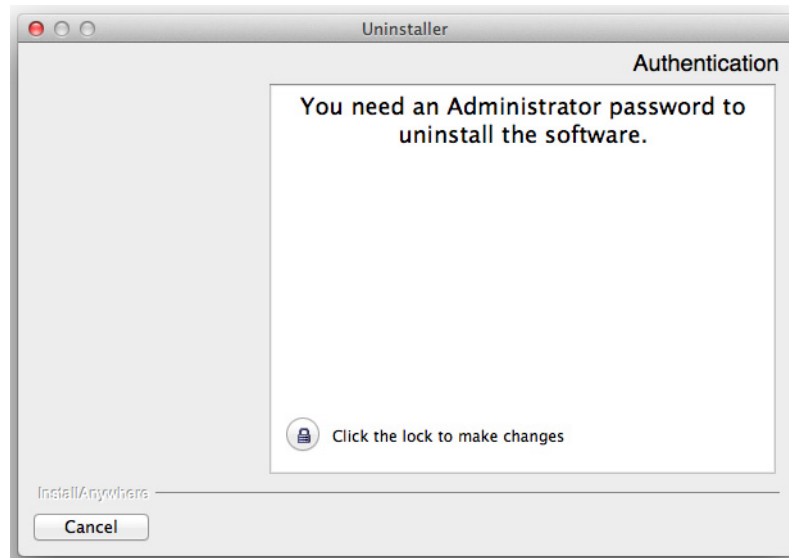 Uninstaller
Authentication
You need an Administrator password to
uninstall the software.
Click the lock to make changes
InstallAnywhere
Cancel